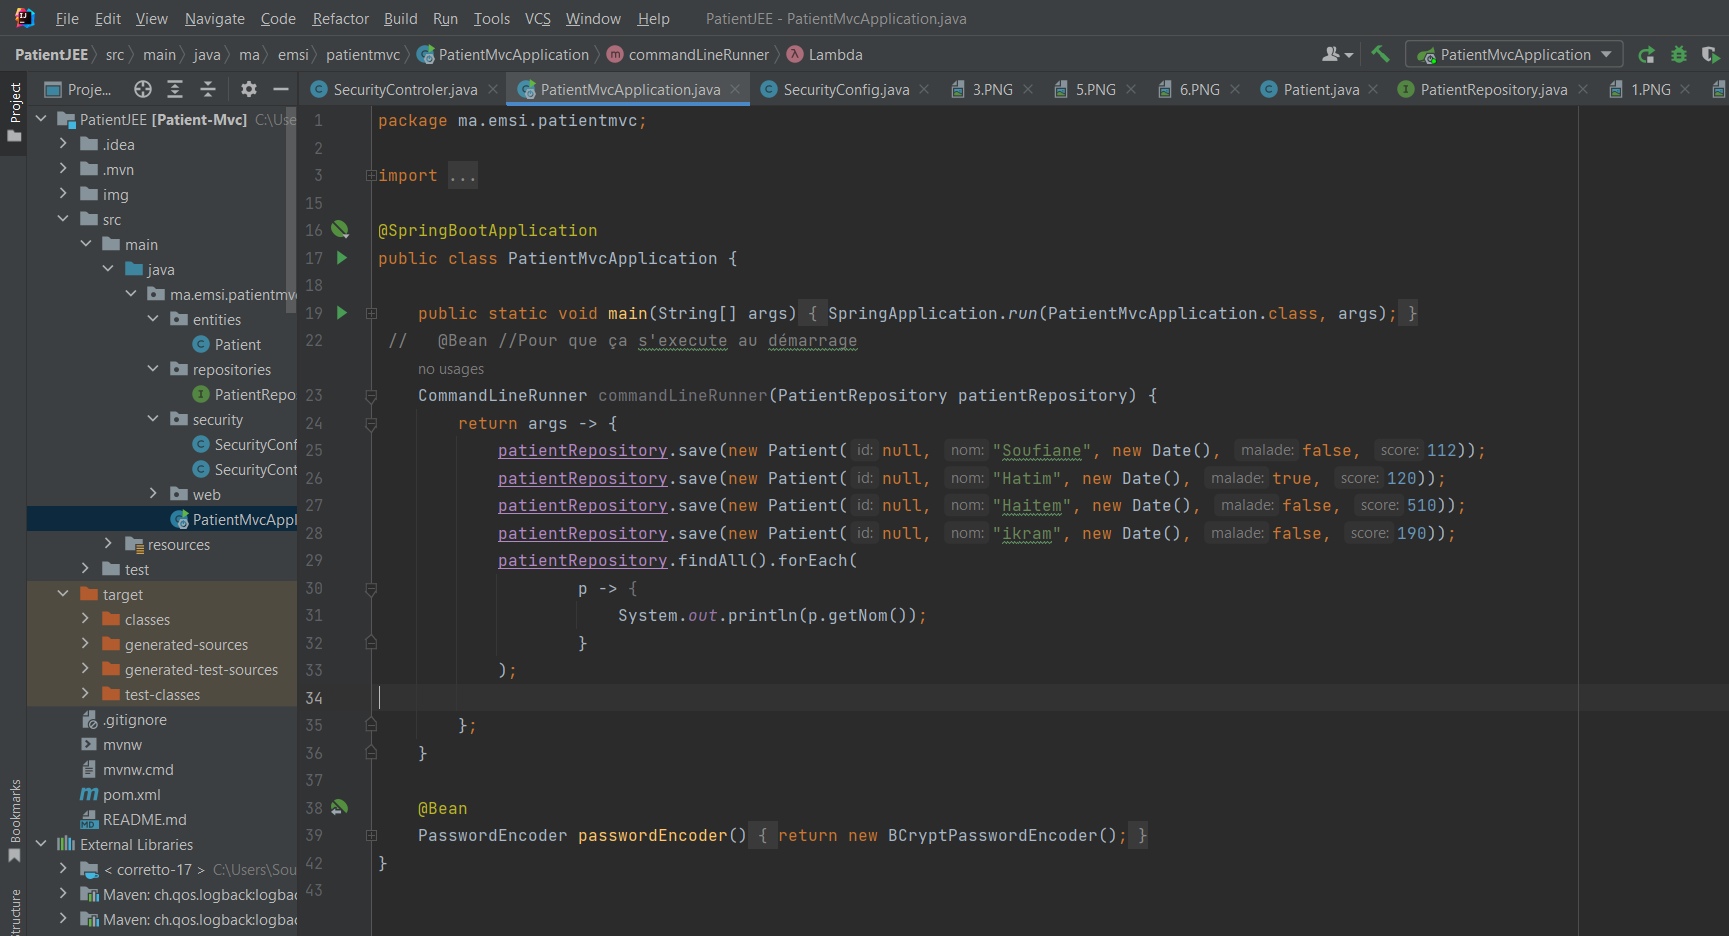 File Edit View Navigate Code Refactor Build Run Tools VCS Window Help PatientJEE - PatientMvcApplication.java
PatientJEE src main java ma emsi patientmvc PatientMvcApplication commandLineRunner Lambda PatientMvcApplication
Project
Proje...
SecurityControler.java PatientMvcApplication.java SecurityConfig.java 3.PNG 5.PNG 6.PNG Patient.java PatientRepository.java 1.PNG
PatientJEE [Patient-Mvc] C:\Use
.idea
.mvn
img
src
main
java
ma.emsi.patientmv
entities
Patient
repositories
PatientRepo
security
SecurityConf
SecurityCont
web
PatientMvcAppl
resources
test
target
classes
generated-sources
generated-test-sources
test-classes
.gitignore
mvnw
mvnw.cmd
pom.xml
README.md
External Libraries
< corretto-17 > C:\Users\Sou
Maven: ch.qos.logback:logba
Maven: ch.qos.logback:logba
Bookmarks
Structure
1 package ma.emsi.patientmvc;
2
3 import ...
15
16 @SpringBootApplication
17 public class PatientMvcApplication {
18
19 public static void main(String[] args) { SpringApplication.run(PatientMvcApplication.class, args); }
22 // @Bean //Pour que ça s'execute au démarrage
no usages
23 CommandLineRunner commandLineRunner(PatientRepository patientRepository) {
24 return args -> {
25 patientRepository.save(new Patient( id: null, nom: "Soufiane", new Date(), malade: false, score: 112));
26 patientRepository.save(new Patient( id: null, nom: "Hatim", new Date(), malade: true, score: 120));
27 patientRepository.save(new Patient( id: null, nom: "Haitem", new Date(), malade: false, score: 510));
28 patientRepository.save(new Patient( id: null, nom: "ikram", new Date(), malade: false, score: 190));
29 patientRepository.findAll().forEach(
30 p -> {
31 System.out.println(p.getNom());
32 }
33 );
34
35 };
36 }
37
38 @Bean
39 PasswordEncoder passwordEncoder() { return new BCryptPasswordEncoder(); }
42 }
43